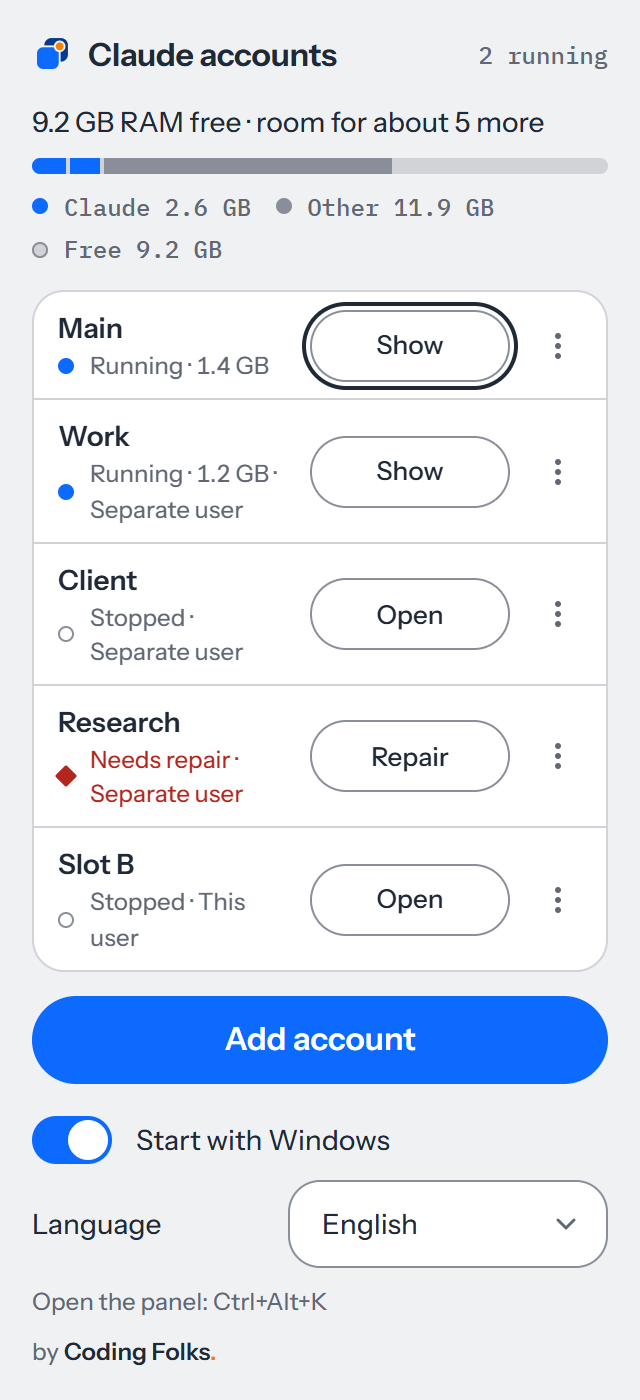 Claude accounts
2 running
9.2 GB RAM free · room for about 5 more
Claude 2.6 GB
Other 11.9 GB
Free 9.2 GB
Main
Running · 1.4 GB
Show
Work
Running · 1.2 GB ·
Separate user
Show
Client
Stopped ·
Separate user
Open
Research
Needs repair ·
Separate user
Repair
Slot B
Stopped · This
user
Open
Add account
Start with Windows
Language
English
Open the panel: Ctrl+Alt+K
by Coding Folks.